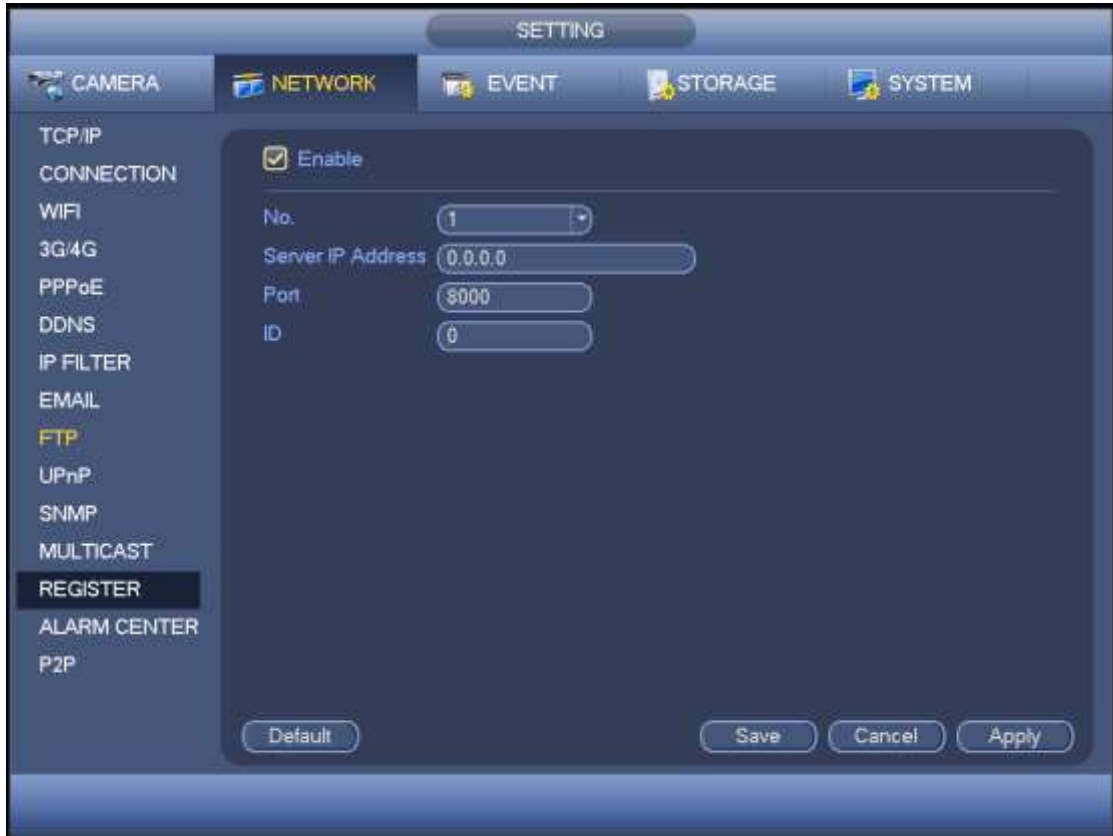 SETTING
CAMERA NETWORK EVENT STORAGE SYSTEM
TCP/IP
CONNECTION
WIFI
3G/4G
PPPoE
DDNS
IP FILTER
EMAIL
FTP
UPnP
SNMP
MULTICAST
REGISTER
ALARM CENTER
P2P
Enable
No. 1
Server IP Address 0.0.0.0
Port 8000
ID 0
Default Save Cancel Apply